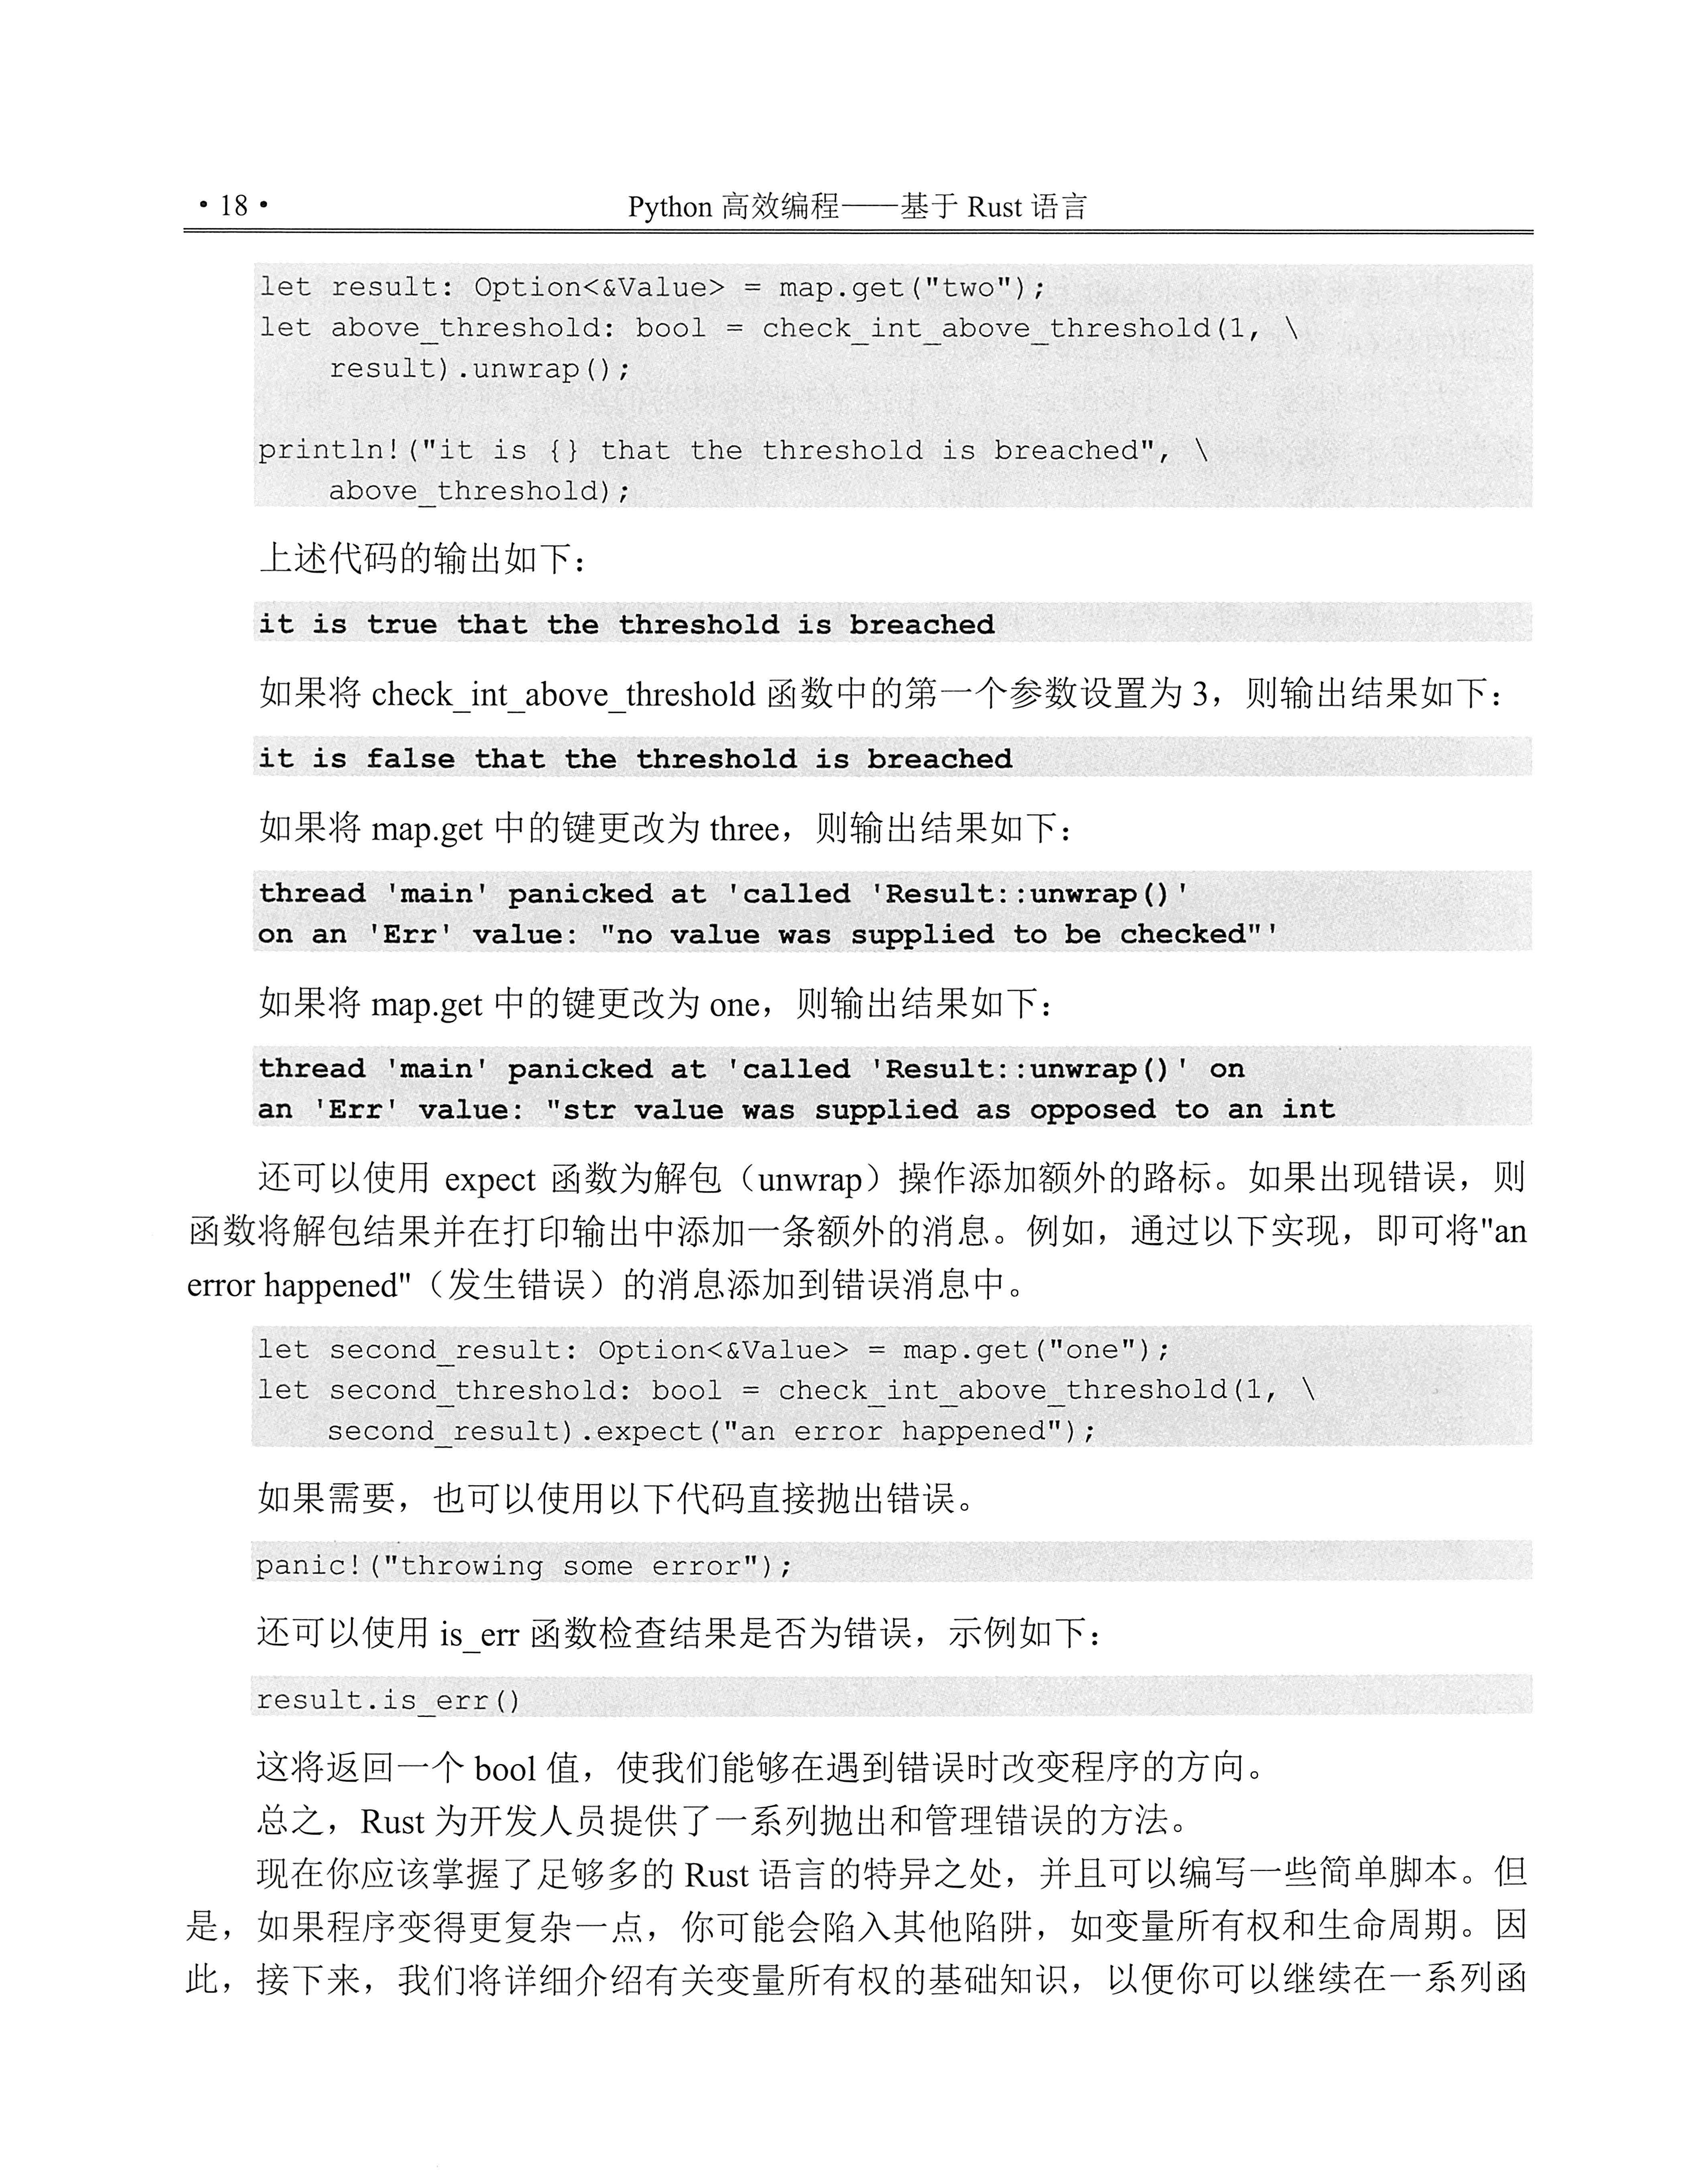 • 18 •
Python 高效编程——基于 Rust 语言
let result: Option<&Value> = map.get("two");
let above_threshold: bool = check_int_above_threshold(1, \
    result).unwrap();
println!("it is {} that the threshold is breached", \
    above_threshold);
上述代码的输出如下：
it is true that the threshold is breached
如果将 check_int_above_threshold 函数中的第一个参数设置为 3，则输出结果如下：
it is false that the threshold is breached
如果将 map.get 中的键更改为 three，则输出结果如下：
thread 'main' panicked at 'called 'Result::unwrap()'
on an 'Err' value: "no value was supplied to be checked"'
如果将 map.get 中的键更改为 one，则输出结果如下：
thread 'main' panicked at 'called 'Result::unwrap()' on
an 'Err' value: "str value was supplied as opposed to an int
还可以使用 expect 函数为解包（unwrap）操作添加额外的路标。如果出现错误，则
函数将解包结果并在打印输出中添加一条额外的消息。例如，通过以下实现，即可将"an
error happened"（发生错误）的消息添加到错误消息中。
let second_result: Option<&Value> = map.get("one");
let second_threshold: bool = check_int_above_threshold(1, \
    second_result).expect("an error happened");
如果需要，也可以使用以下代码直接抛出错误。
panic!("throwing some error");
还可以使用 is_err 函数检查结果是否为错误，示例如下：
result.is_err()
这将返回一个 bool 值，使我们能够在遇到错误时改变程序的方向。
总之，Rust 为开发人员提供了一系列抛出和管理错误的方法。
现在你应该掌握了足够多的 Rust 语言的特异之处，并且可以编写一些简单脚本。但
是，如果程序变得更复杂一点，你可能会陷入其他陷阱，如变量所有权和生命周期。因
此，接下来，我们将详细介绍有关变量所有权的基础知识，以便你可以继续在一系列函